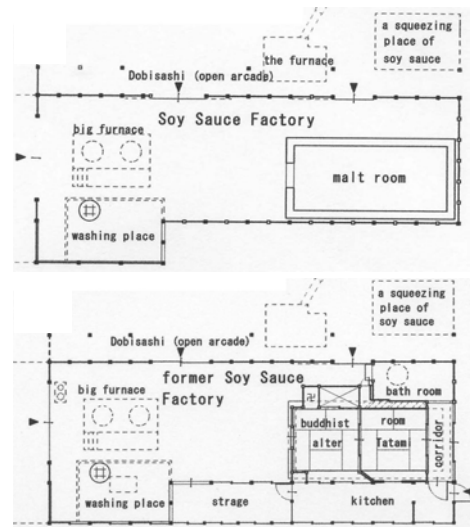 a squeezing
place of
soy sauce
the furnace
Dobisashi (open arcade)
Soy Sauce Factory
big furnace
malt room
washing place
a squeezing
place of
soy sauce
Dobisashi (open arcade)
former Soy Sauce
Factory
big furnace
bath room
卍
buddhist
alter
room
Tatami
corridor
washing place
strage
kitchen